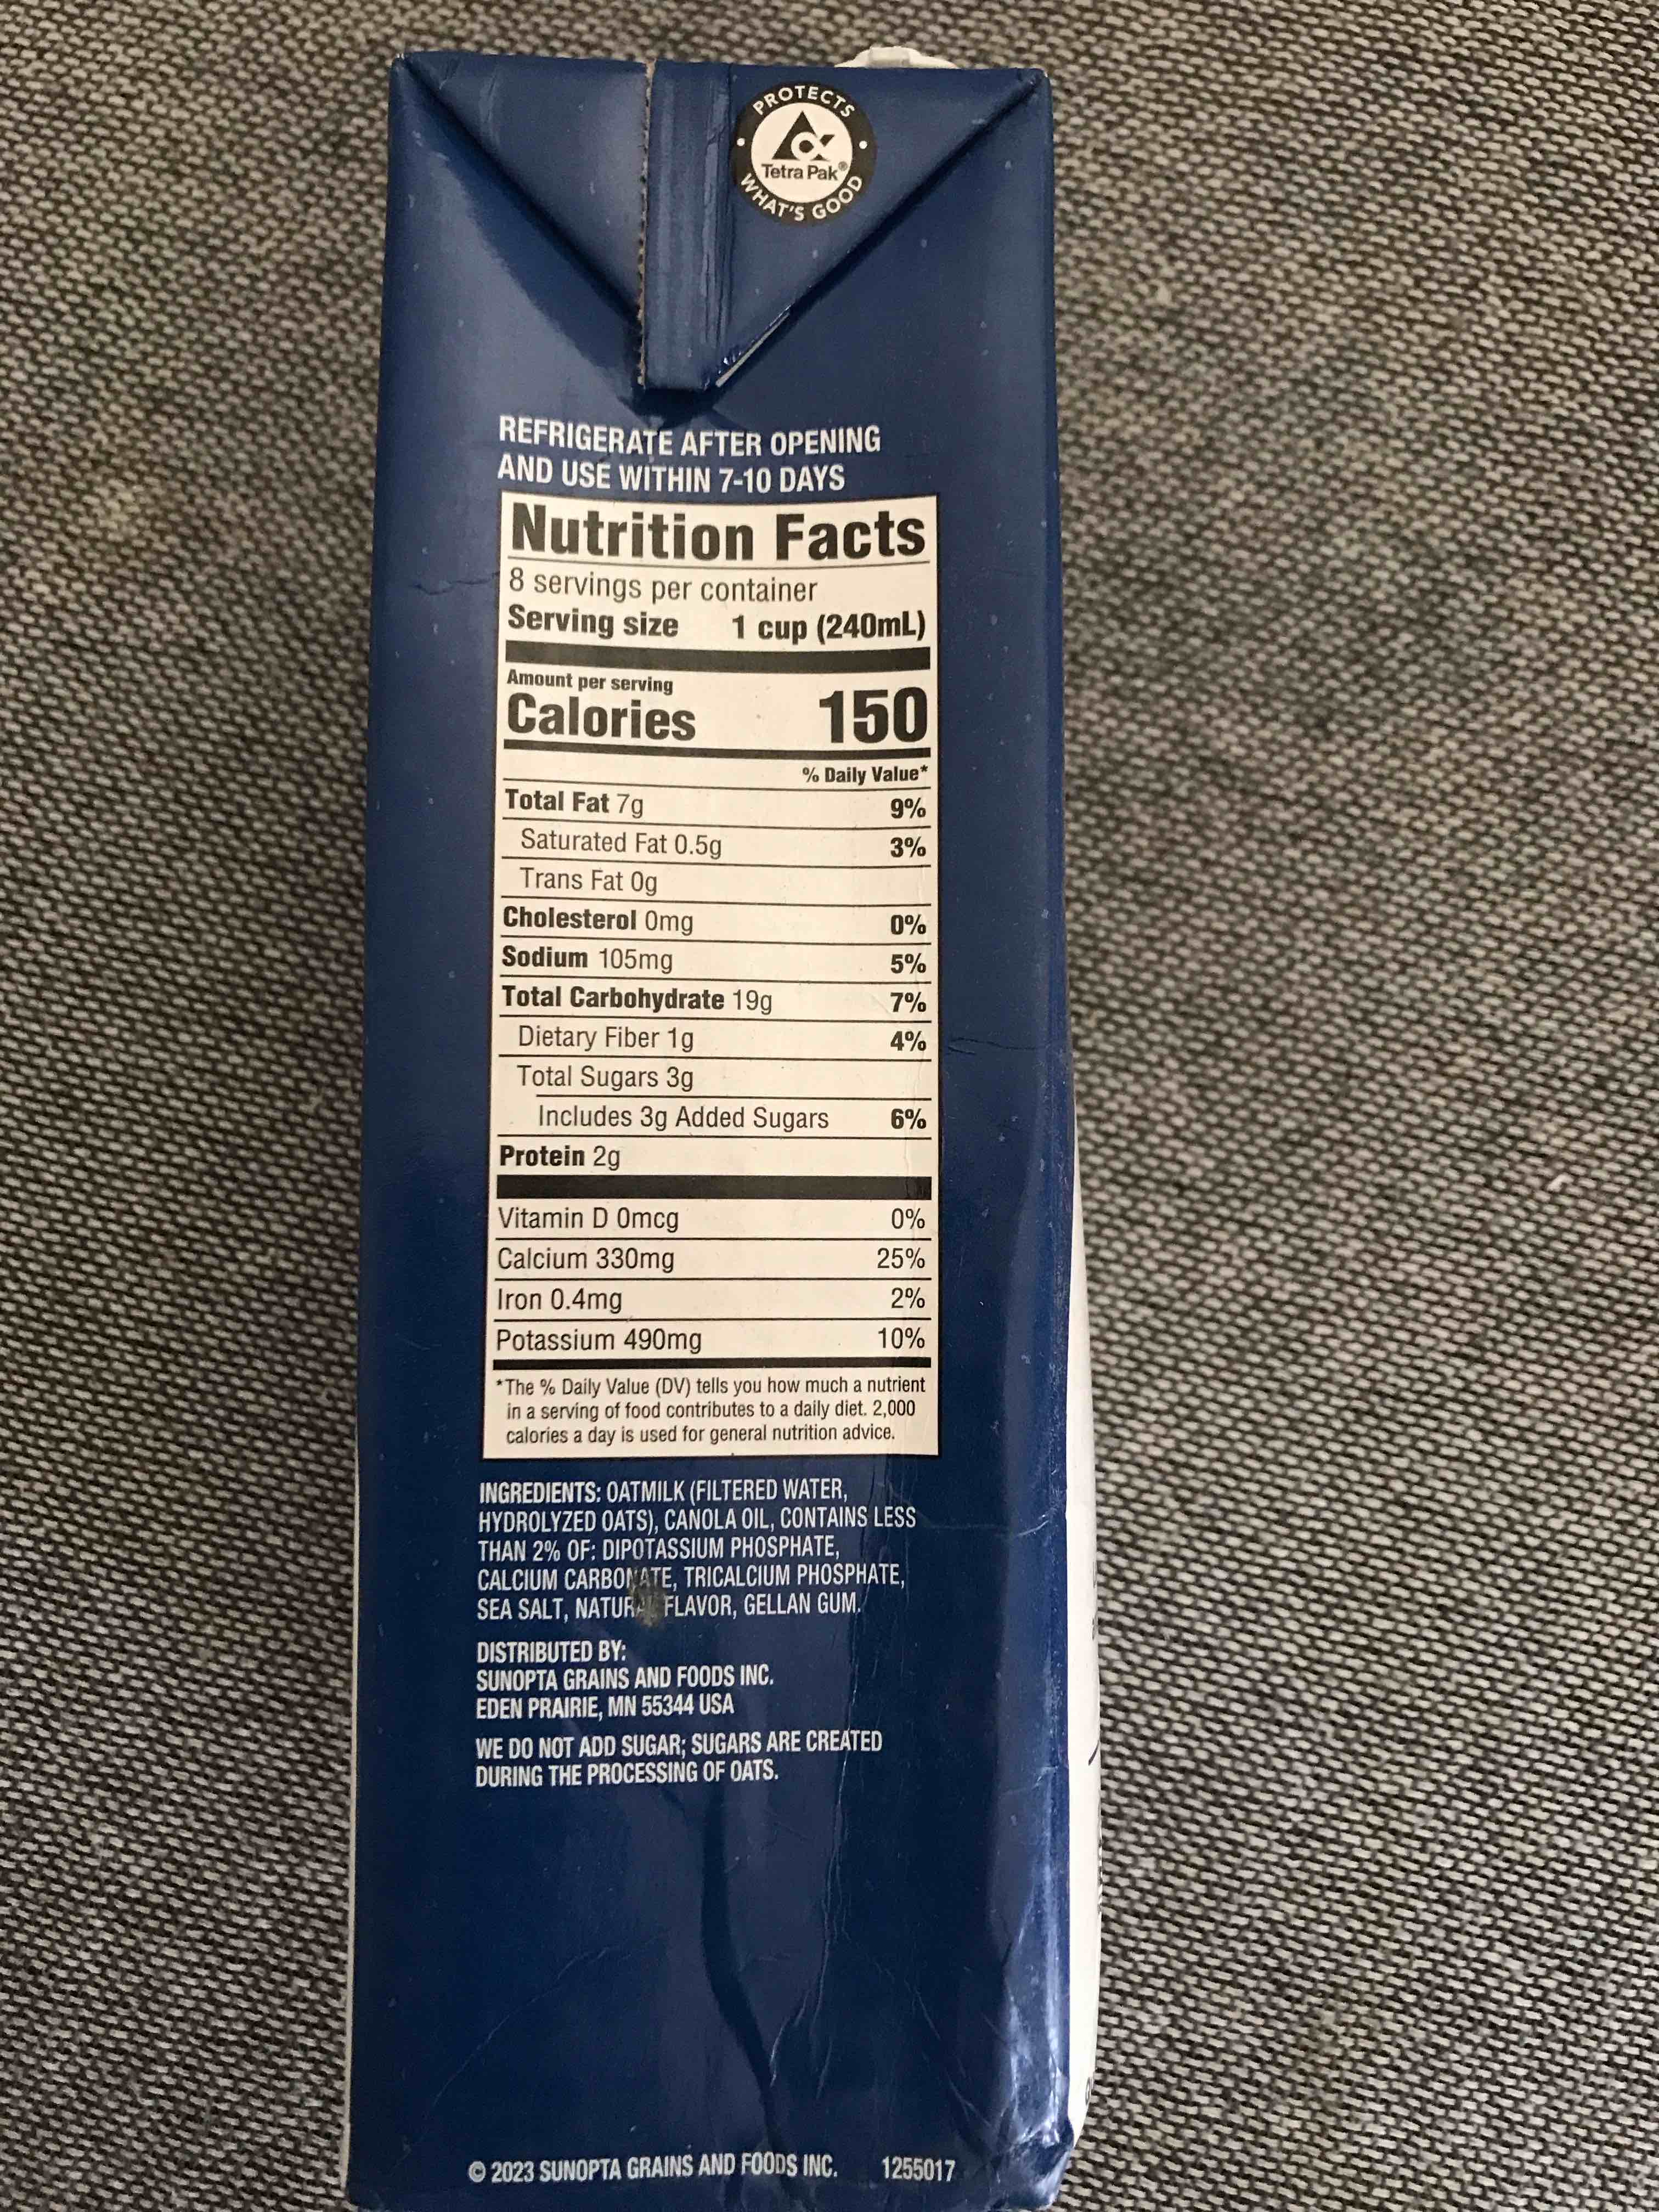 PROTECTS
Tetra Pak®
WHAT'S GOOD
REFRIGERATE AFTER OPENING
AND USE WITHIN 7-10 DAYS
Nutrition Facts
8 servings per container
Serving size 1 cup (240mL)
Amount per serving
Calories 150
% Daily Value*
Total Fat 7g 9%
Saturated Fat 0.5g 3%
Trans Fat 0g
Cholesterol 0mg 0%
Sodium 105mg 5%
Total Carbohydrate 19g 7%
Dietary Fiber 1g 4%
Total Sugars 3g
Includes 3g Added Sugars 6%
Protein 2g
Vitamin D 0mcg 0%
Calcium 330mg 25%
Iron 0.4mg 2%
Potassium 490mg 10%
*The % Daily Value (DV) tells you how much a nutrient
in a serving of food contributes to a daily diet. 2,000
calories a day is used for general nutrition advice.
INGREDIENTS: OATMILK (FILTERED WATER,
HYDROLYZED OATS), CANOLA OIL, CONTAINS LESS
THAN 2% OF: DIPOTASSIUM PHOSPHATE,
CALCIUM CARBONATE, TRICALCIUM PHOSPHATE,
SEA SALT, NATURAL FLAVOR, GELLAN GUM.
DISTRIBUTED BY:
SUNOPTA GRAINS AND FOODS INC.
EDEN PRAIRIE, MN 55344 USA
WE DO NOT ADD SUGAR; SUGARS ARE CREATED
DURING THE PROCESSING OF OATS.
© 2023 SUNOPTA GRAINS AND FOODS INC. 1255017